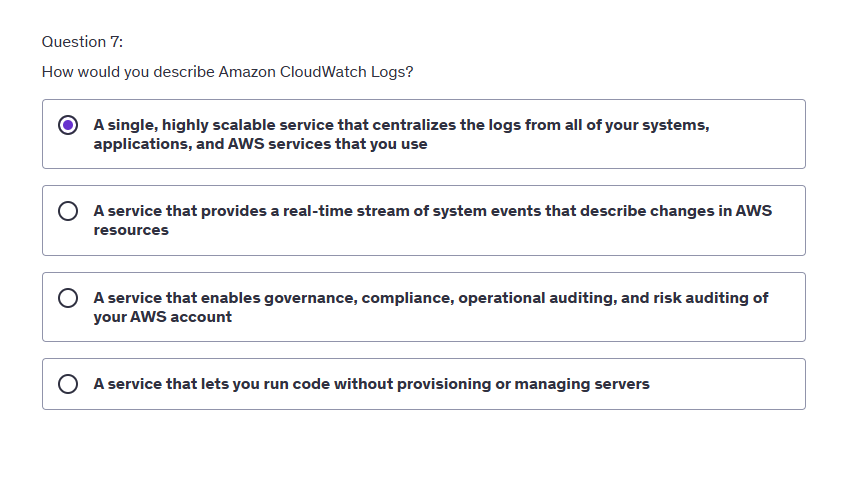 Question 7:
How would you describe Amazon CloudWatch Logs?
A single, highly scalable service that centralizes the logs from all of your systems,
applications, and AWS services that you use
A service that provides a real-time stream of system events that describe changes in AWS
resources
A service that enables governance, compliance, operational auditing, and risk auditing of
your AWS account
A service that lets you run code without provisioning or managing servers